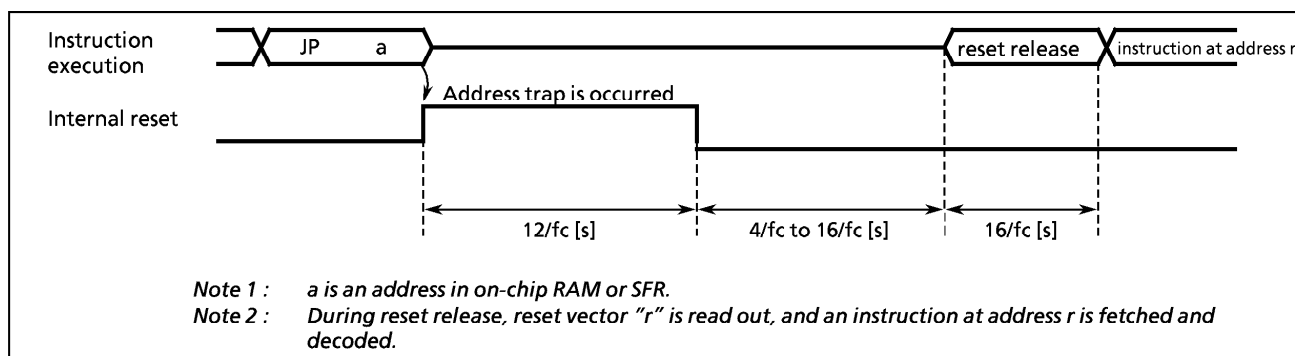 Instruction
execution
JP a
reset release
instruction at address r
Address trap is occurred
Internal reset
12/fc [s]
4/fc to 16/fc [s]
16/fc [s]
Note 1 : a is an address in on-chip RAM or SFR.
Note 2 : During reset release, reset vector "r" is read out, and an instruction at address r is fetched and
decoded.